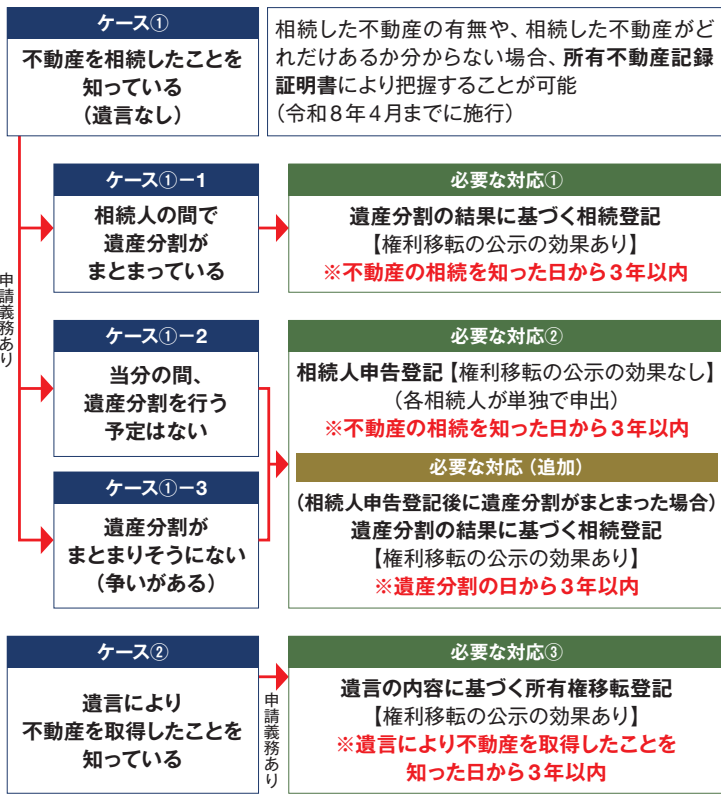 ケース①
不動産を相続したことを
知っている
(遺言なし)
相続した不動産の有無や、相続した不動産がど
れだけあるか分からない場合、所有不動産記録
証明書により把握することが可能
(令和8年4月までに施行)
申請義務あり
ケース①−1
相続人の間で
遺産分割が
まとまっている
必要な対応①
遺産分割の結果に基づく相続登記
【権利移転の公示の効果あり】
※不動産の相続を知った日から3年以内
ケース①−2
当分の間、
遺産分割を行う
予定はない
必要な対応②
相続人申告登記【権利移転の公示の効果なし】
(各相続人が単独で申出)
※不動産の相続を知った日から3年以内
ケース①−3
遺産分割が
まとまりそうにない
(争いがある)
必要な対応(追加)
(相続人申告登記後に遺産分割がまとまった場合)
遺産分割の結果に基づく相続登記
【権利移転の公示の効果あり】
※遺産分割の日から3年以内
ケース②
遺言により
不動産を取得したことを
知っている
申請義務あり
必要な対応③
遺言の内容に基づく所有権移転登記
【権利移転の公示の効果あり】
※遺言により不動産を取得したことを
知った日から3年以内